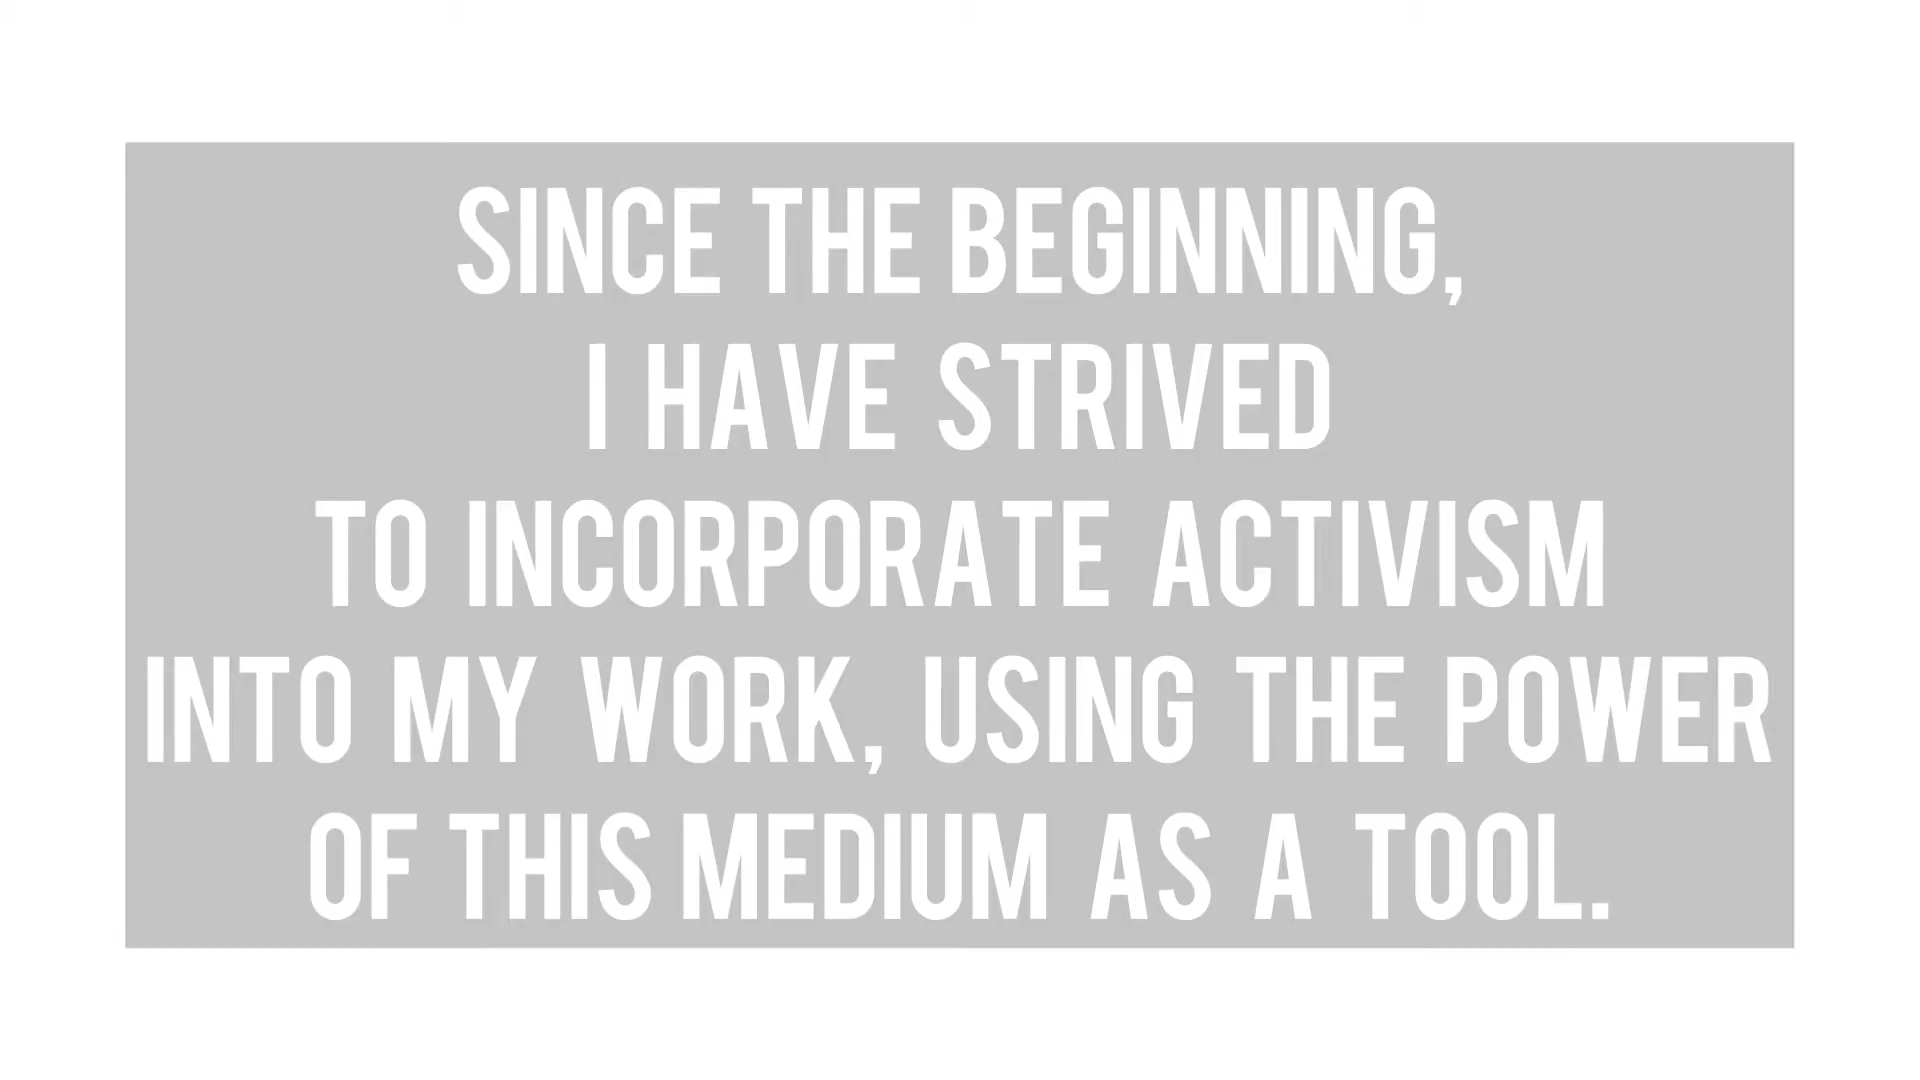 SINCE THE BEGINNING,
I HAVE STRIVED
TO INCORPORATE ACTIVISM
INTO MY WORK, USING THE POWER
OF THIS MEDIUM AS A TOOL.